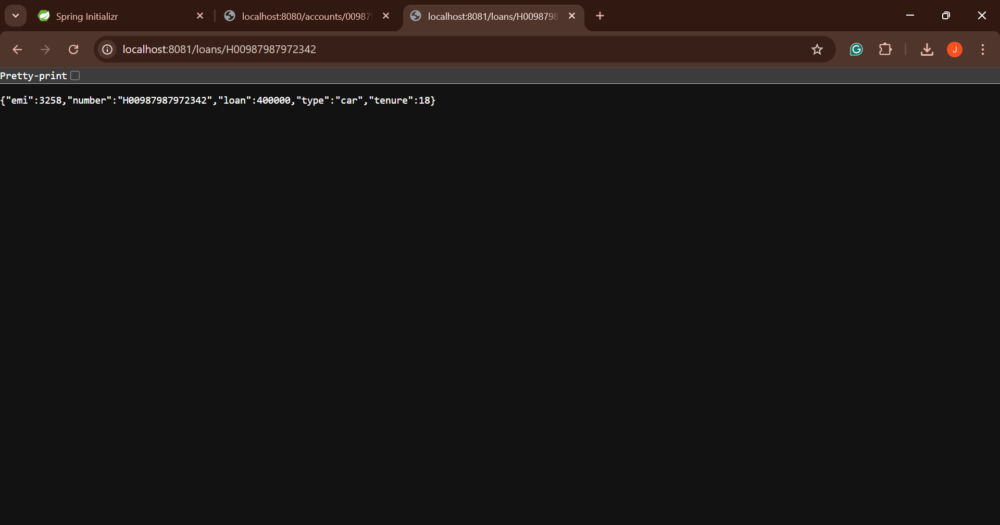 Spring Initializr
localhost:8080/accounts/00987
localhost:8081/loans/H0098798
localhost:8081/loans/H00987987972342
J
Pretty-print
{"emi":3258,"number":"H00987987972342","loan":400000,"type":"car","tenure":18}